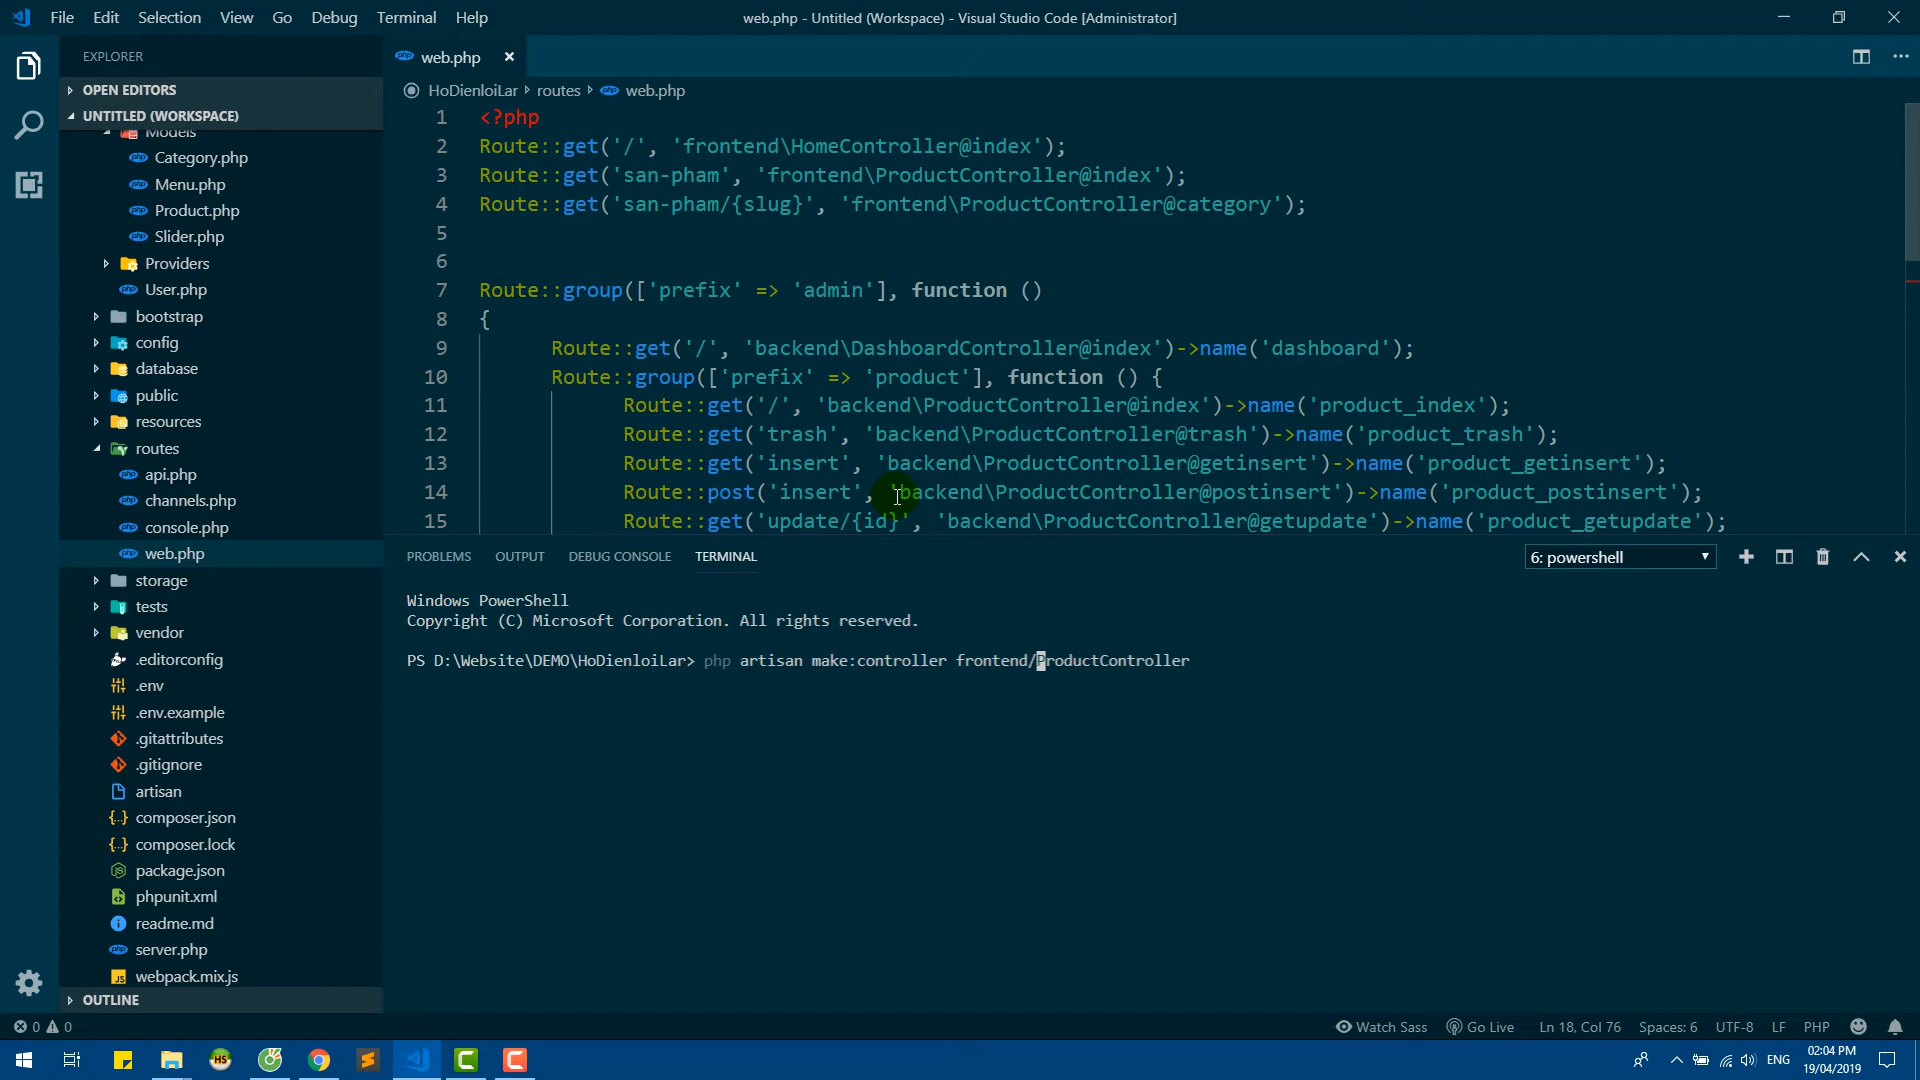 File Edit Selection View Go Debug Terminal Help
web.php - Untitled (Workspace) - Visual Studio Code [Administrator]
EXPLORER
OPEN EDITORS
UNTITLED (WORKSPACE)
Models
Category.php
Menu.php
Product.php
Slider.php
Providers
User.php
bootstrap
config
database
public
resources
routes
api.php
channels.php
console.php
web.php
storage
tests
vendor
.editorconfig
.env
.env.example
.gitattributes
.gitignore
artisan
composer.json
composer.lock
package.json
phpunit.xml
readme.md
server.php
webpack.mix.js
OUTLINE
web.php
HoDienloiLar routes web.php
1 <?php
2 Route::get('/', 'frontend\HomeController@index');
3 Route::get('san-pham', 'frontend\ProductController@index');
4 Route::get('san-pham/{slug}', 'frontend\ProductController@category');
5
6
7 Route::group(['prefix' => 'admin'], function ()
8 {
9 Route::get('/', 'backend\DashboardController@index')->name('dashboard');
10 Route::group(['prefix' => 'product'], function () {
11 Route::get('/', 'backend\ProductController@index')->name('product_index');
12 Route::get('trash', 'backend\ProductController@trash')->name('product_trash');
13 Route::get('insert', 'backend\ProductController@getinsert')->name('product_getinsert');
14 Route::post('insert', 'backend\ProductController@postinsert')->name('product_postinsert');
15 Route::get('update/{id}', 'backend\ProductController@getupdate')->name('product_getupdate');
PROBLEMS OUTPUT DEBUG CONSOLE TERMINAL 6: powershell
Windows PowerShell
Copyright (C) Microsoft Corporation. All rights reserved.
PS D:\Website\DEMO\HoDienloiLar> php artisan make:controller frontend/ProductController
0 0 Watch Sass Go Live Ln 18, Col 76 Spaces: 6 UTF-8 LF PHP
HS
ENG
02:04 PM
19/04/2019